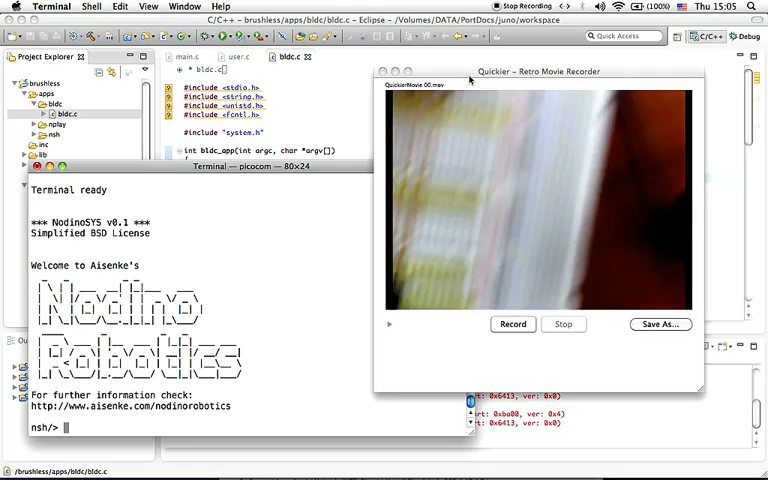 Terminal Shell Edit View Window Help Stop Recording (100%) Thu 15:05
C/C++ - brushless/apps/bldc/bldc.c - Eclipse - /Volumes/DATA/PortDocs/juno/workspace
Quick Access C/C++ Debug
Project Explorer
brushless
apps
bldc
bldc.c
nplay
nsh
inc
lib
main.c user.c bldc.c
* bldc.c
#include <stdio.h>
#include <string.h>
#include <unistd.h>
#include <fcntl.h>
#include "system.h"
int bldc_app(int argc, char *argv[])
Quickier - Retro Movie Recorder
QuickierMovie 00.mov
Record Stop Save As...
Terminal — picocom — 80×24
Terminal ready
*** NodinoSYS v0.1 ***
Simplified BSD License
Welcome to Aisenke's
Nodino
Robotics
For further information check:
http://www.aisenke.com/nodinorobotics
nsh/>
Ou
rt: 0x6413, ver: 0x0)
rt: 0xba00, ver: 0x4)
rt: 0x6413, ver: 0x0)
/brushless/apps/bldc/bldc.c